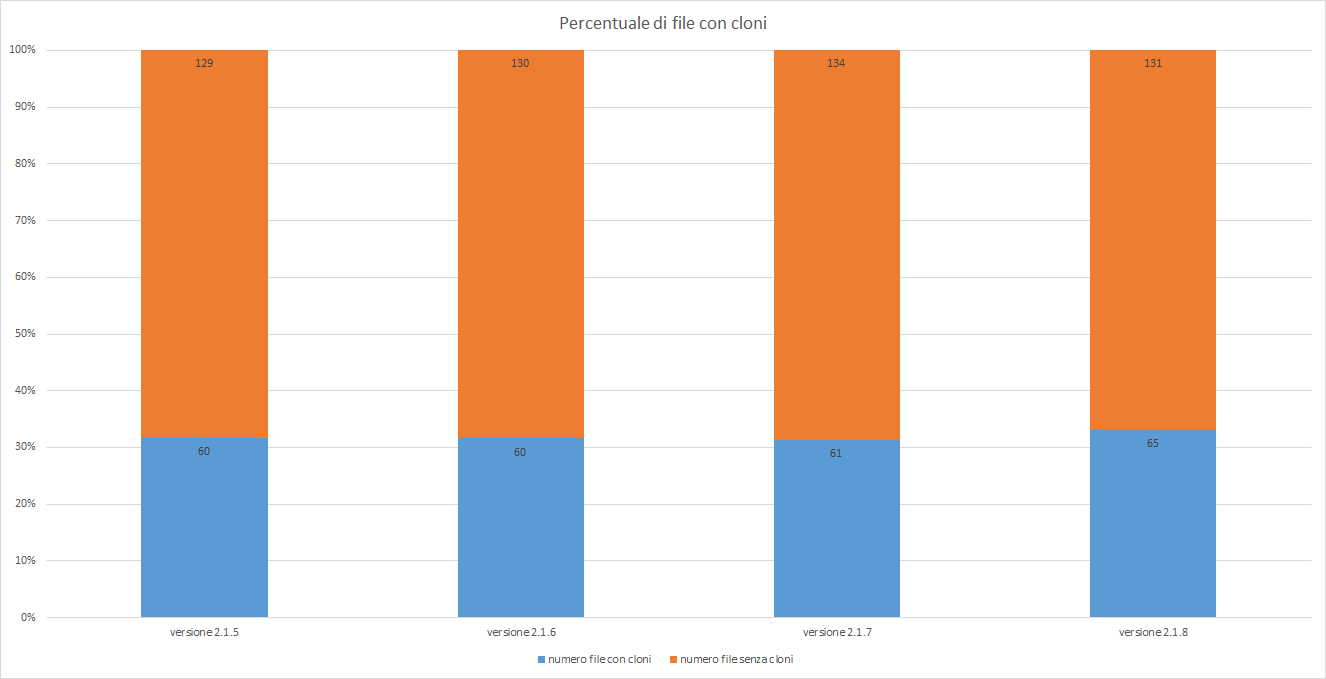 Percentuale di file con cloni
100%
90%
80%
70%
60%
50%
40%
30%
20%
10%
0%
129
130
134
131
60
60
61
65
versione 2.1.5
versione 2.1.6
versione 2.1.7
versione 2.1.8
numero file con cloni
numero file senza cloni